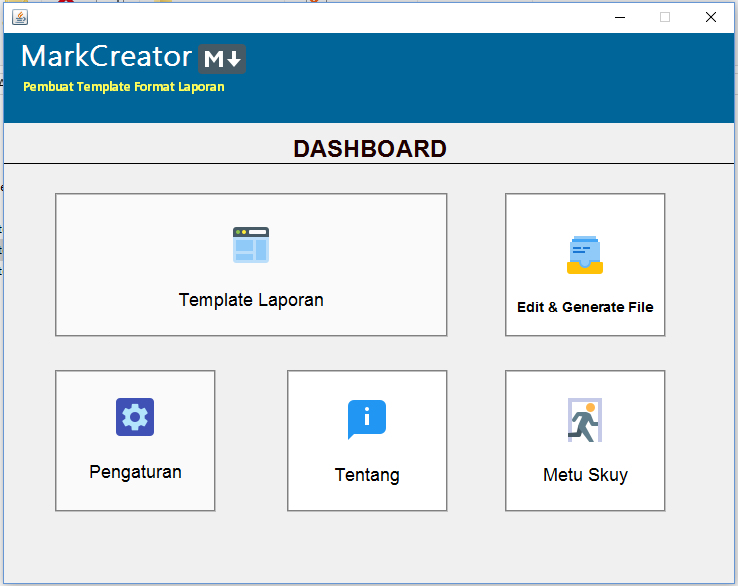 MarkCreator M↓
Pembuat Template Format Laporan
DASHBOARD
Template Laporan
Edit & Generate File
Pengaturan
Tentang
Metu Skuy